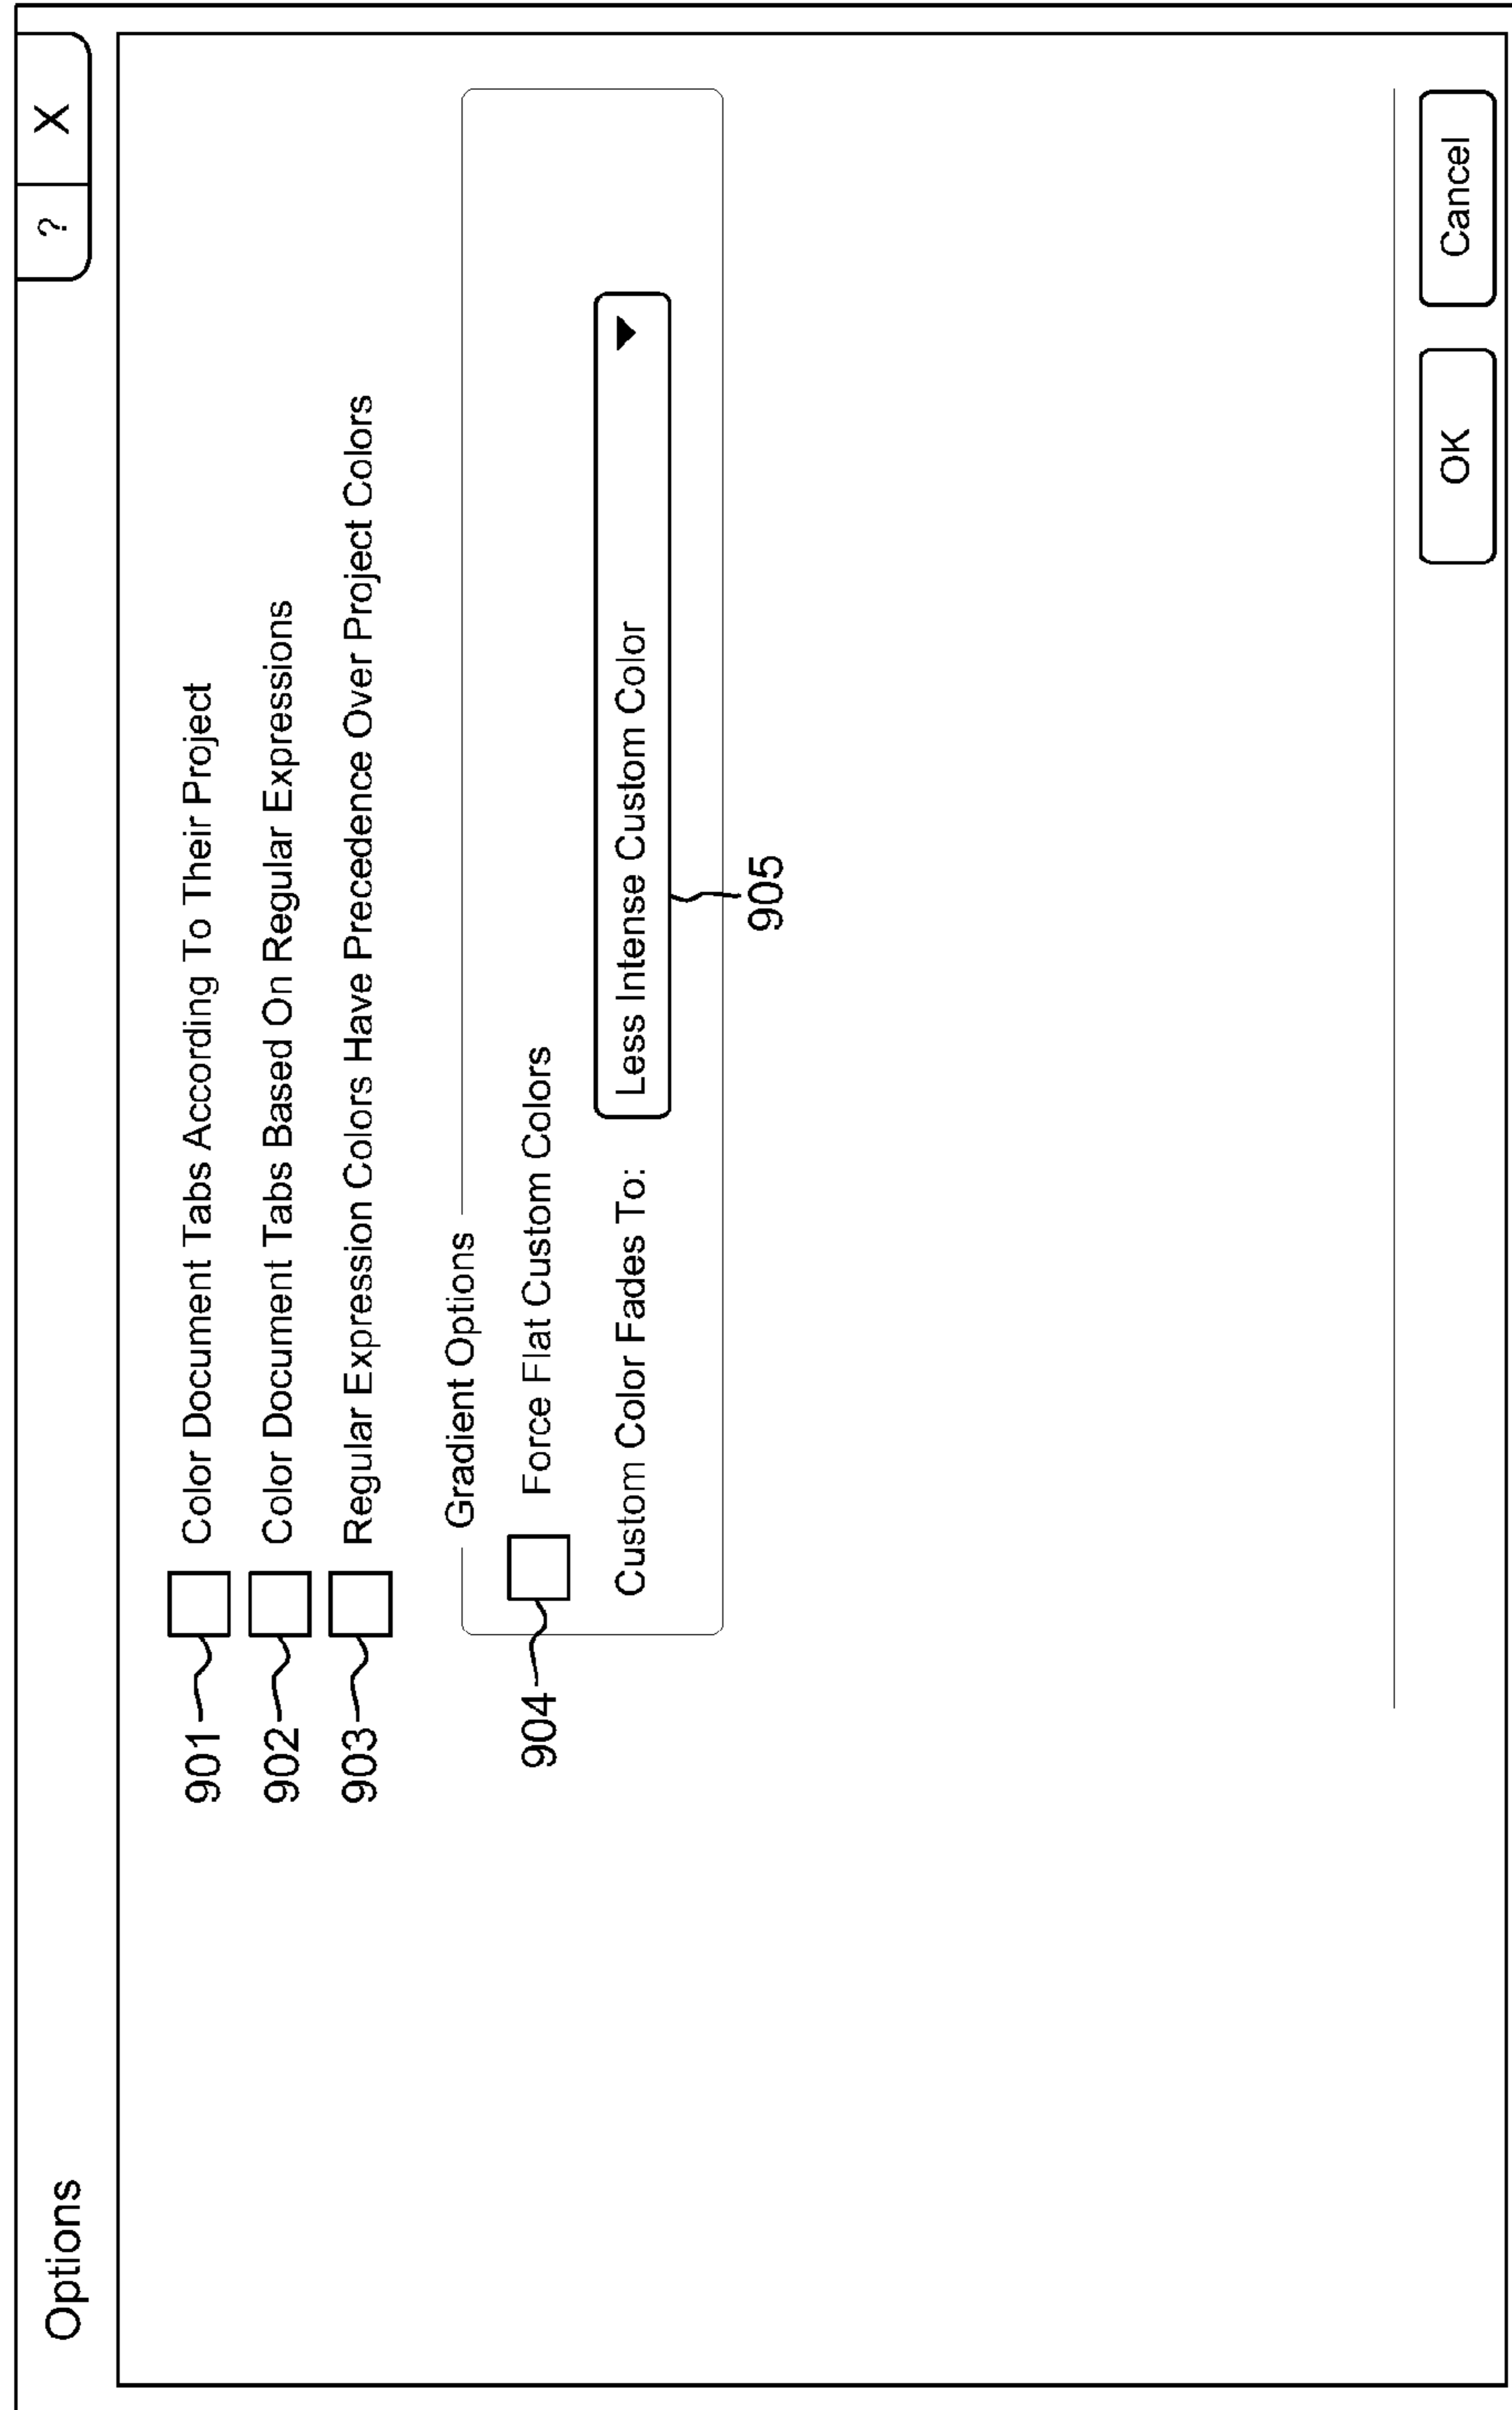 Options
? X
901 Color Document Tabs According To Their Project
902 Color Document Tabs Based On Regular Expressions
903 Regular Expression Colors Have Precedence Over Project Colors
Gradient Options
904 Force Flat Custom Colors
Custom Color Fades To: Less Intense Custom Color
905
OK Cancel